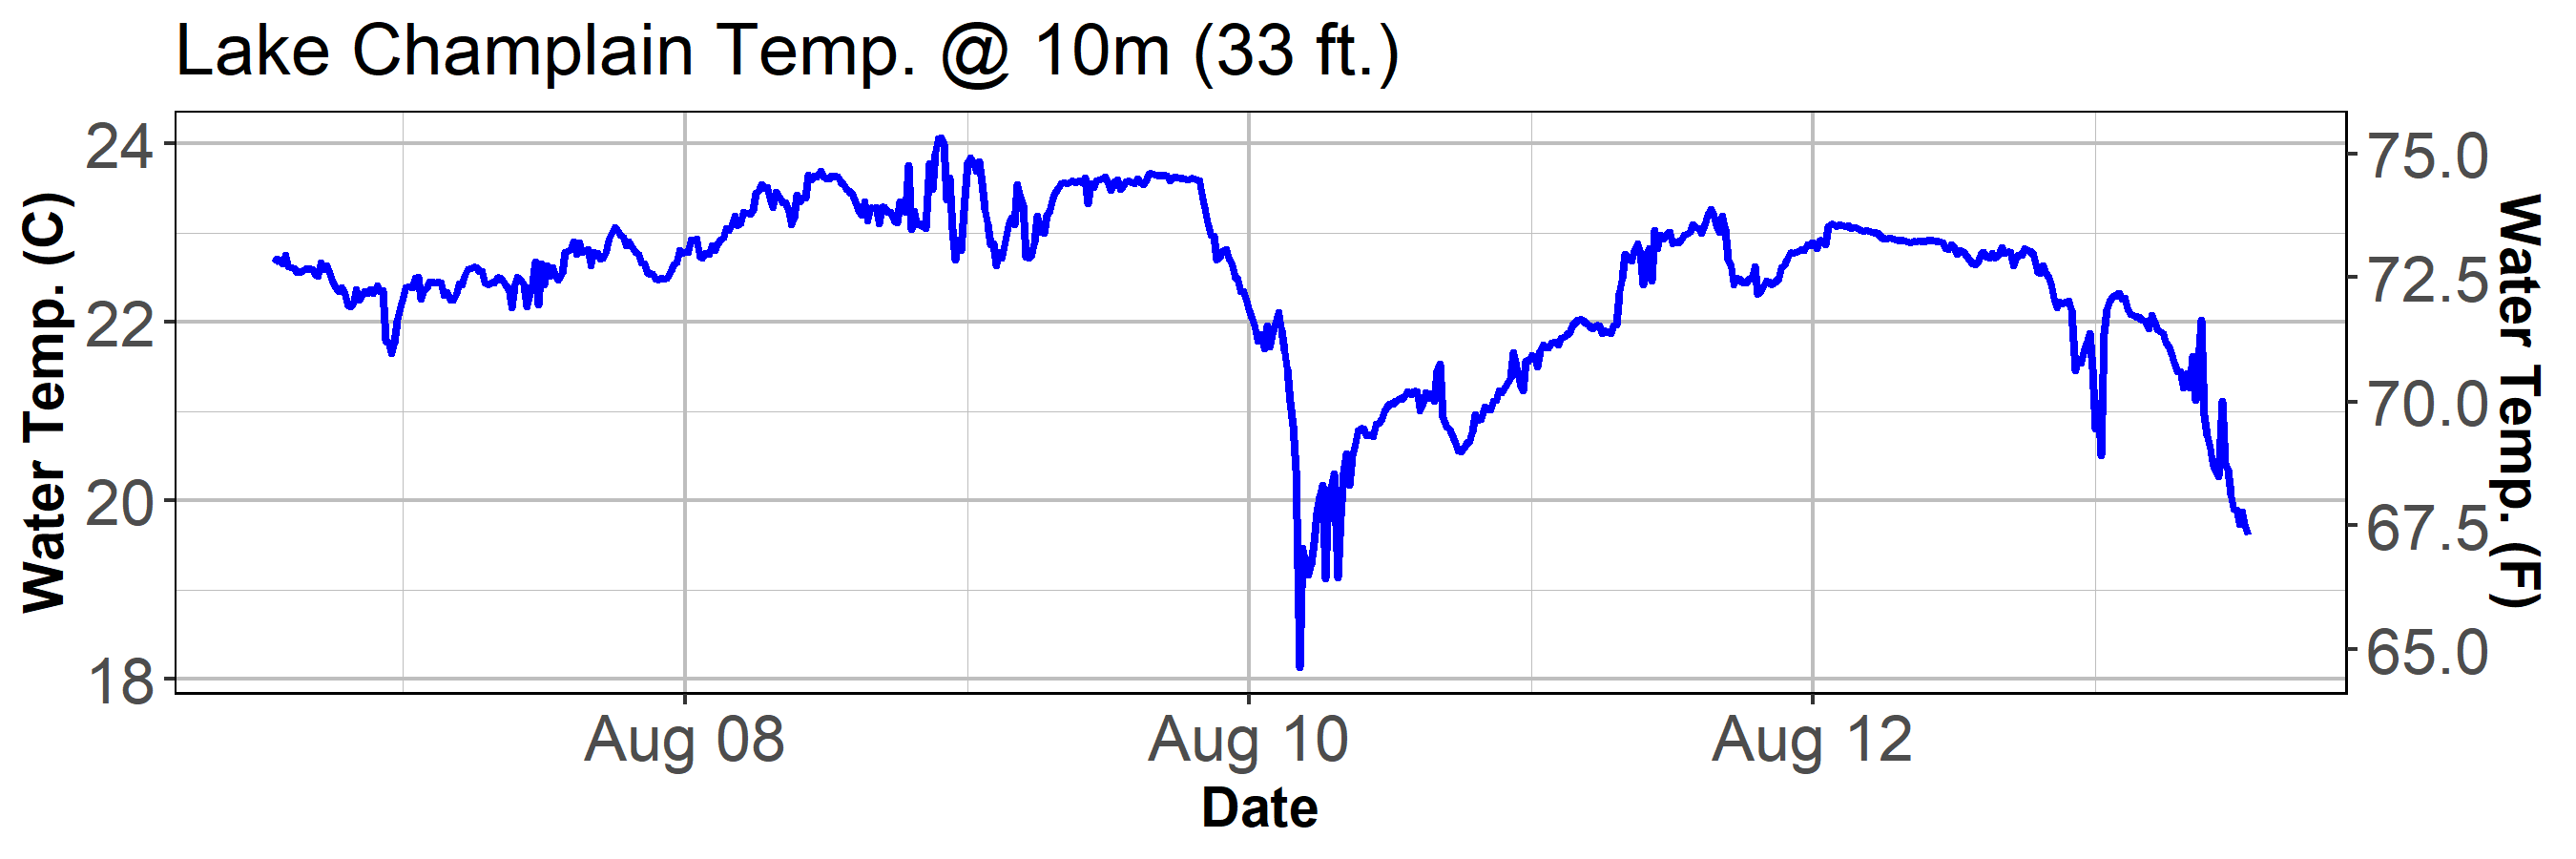 Lake Champlain Temp. @ 10m (33 ft.)
Water Temp. (C)
24
22
20
18
75.0
72.5
70.0
67.5
65.0
Water Temp. (F)
Aug 08 Aug 10 Aug 12
Date